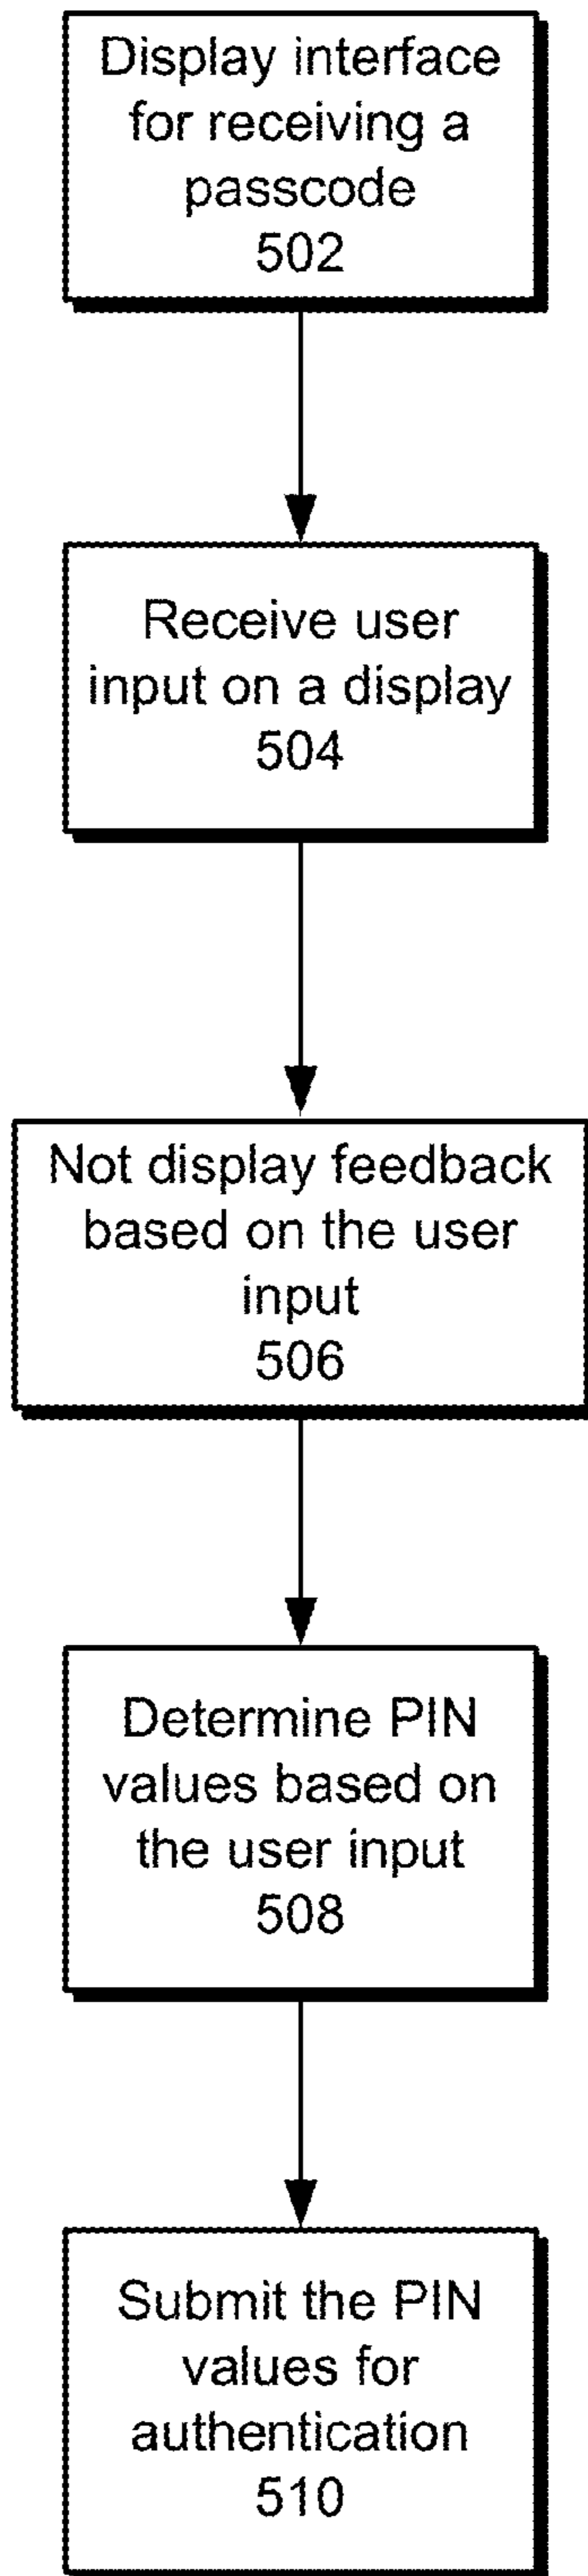 Display interface
for receiving a
passcode
502
Receive user
input on a display
504
Not display feedback
based on the user
input
506
Determine PIN
values based on
the user input
508
Submit the PIN
values for
authentication
510